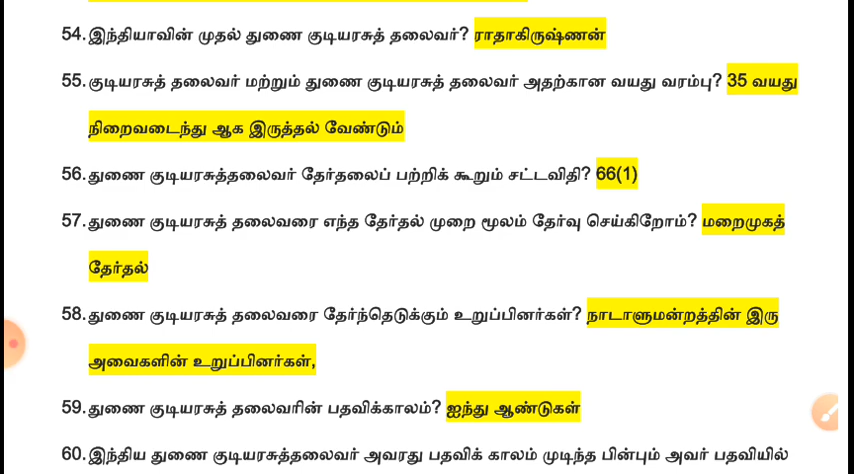 54. இந்தியாவின் முதல் துணை குடியரசுத் தலைவர்? ராதாகிருஷ்ணன்
55. குடியரசுத் தலைவர் மற்றும் துணை குடியரசுத் தலைவர் அதற்கான வயது வரம்பு? 35 வயது
நிறைவடைந்து ஆக இருத்தல் வேண்டும்
56. துணை குடியரசுத்தலைவர் தேர்தலைப் பற்றிக் கூறும் சட்டவிதி? 66(1)
57. துணை குடியரசுத் தலைவரை எந்த தேர்தல் முறை மூலம் தேர்வு செய்கிறோம்? மறைமுகத்
தேர்தல்
58. துணை குடியரசுத் தலைவரை தேர்ந்தெடுக்கும் உறுப்பினர்கள்? நாடாளுமன்றத்தின் இரு
அவைகளின் உறுப்பினர்கள்,
59. துணை குடியரசுத் தலைவரின் பதவிக்காலம்? ஐந்து ஆண்டுகள்
60. இந்திய துணை குடியரசுத்தலைவர் அவரது பதவிக் காலம் முடிந்த பின்பும் அவர் பதவியில்